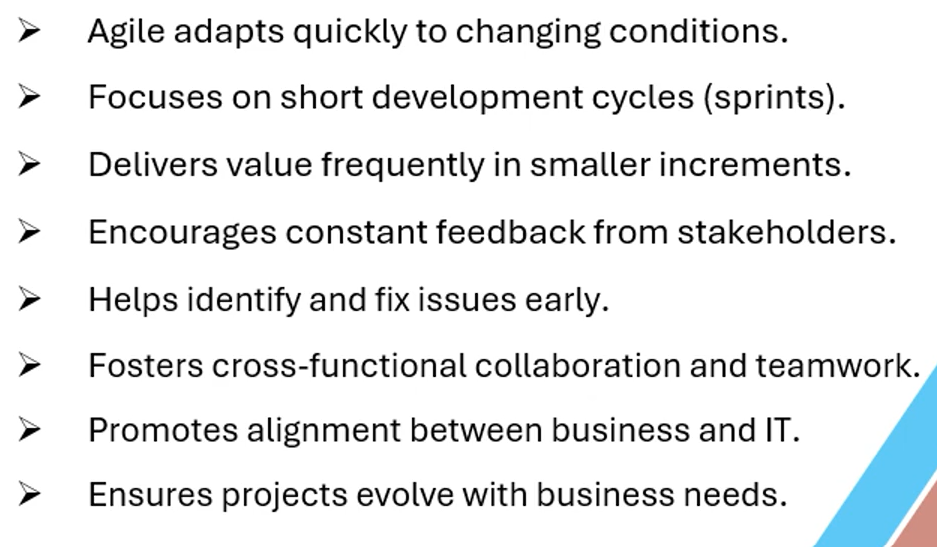 ➢ Agile adapts quickly to changing conditions.
➢ Focuses on short development cycles (sprints).
➢ Delivers value frequently in smaller increments.
➢ Encourages constant feedback from stakeholders.
➢ Helps identify and fix issues early.
➢ Fosters cross-functional collaboration and teamwork.
➢ Promotes alignment between business and IT.
➢ Ensures projects evolve with business needs.